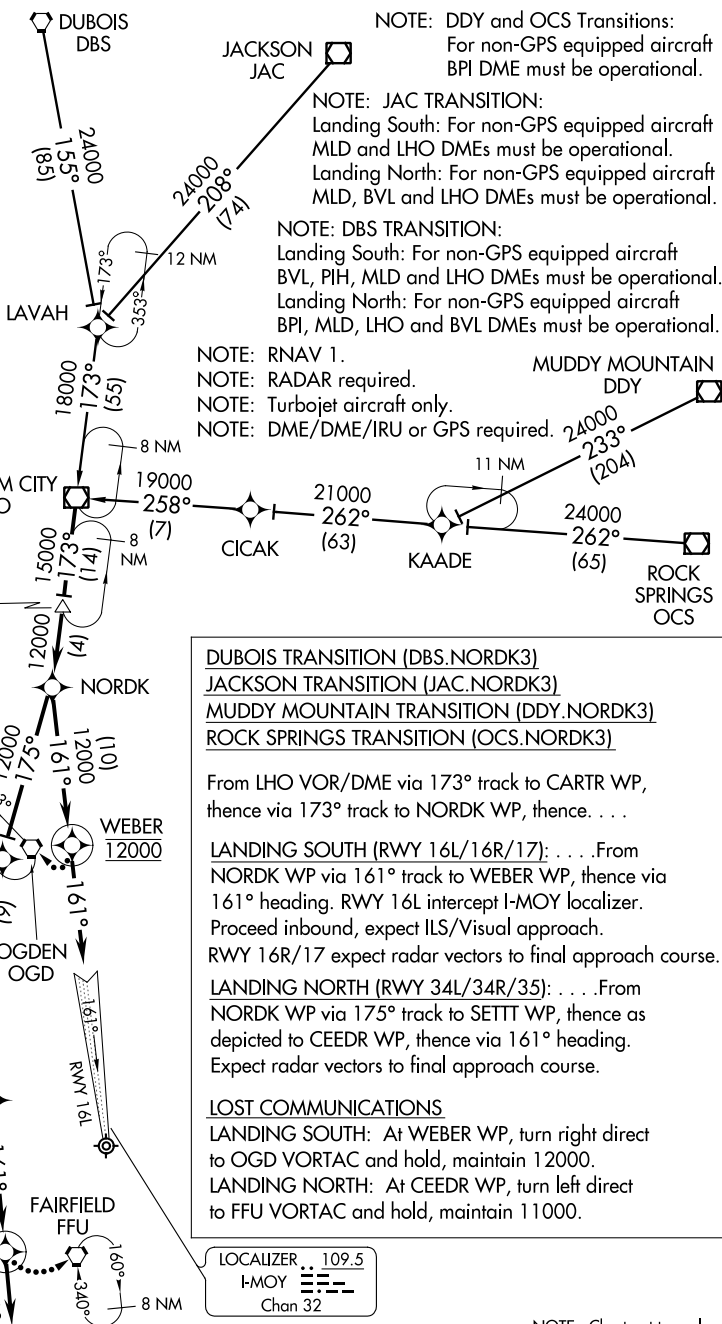 DUBOIS
DBS
JACKSON
JAC
NOTE: DDY and OCS Transitions:
For non-GPS equipped aircraft
BPI DME must be operational.
NOTE: JAC TRANSITION:
Landing South: For non-GPS equipped aircraft
MLD and LHO DMEs must be operational.
Landing North: For non-GPS equipped aircraft
MLD, BVL and LHO DMEs must be operational.
NOTE: DBS TRANSITION:
Landing South: For non-GPS equipped aircraft
BVL, PIH, MLD and LHO DMEs must be operational.
Landing North: For non-GPS equipped aircraft
BPI, MLD, LHO and BVL DMEs must be operational.
NOTE: RNAV 1.
NOTE: RADAR required.
NOTE: Turbojet aircraft only.
NOTE: DME/DME/IRU or GPS required.
24000
155°
(85)
24000
208°
(74)
173°
353°
12 NM
LAVAH
18000
173°
(55)
8 NM
MUDDY MOUNTAIN
DDY
24000
233°
(204)
11 NM
M CITY
O
19000
258°
(7)
CICAK
21000
262°
(63)
KAADE
24000
262°
(65)
ROCK
SPRINGS
OCS
15000
173°
(14)
8
NM
12000
(4)
NORDK
12000
175°
161°
12000
(10)
3°
WEBER
12000
161°
(9)
OGDEN
OGD
161°
RWY 16L
161°
FAIRFIELD
FFU
160°
340°
8 NM
DUBOIS TRANSITION (DBS.NORDK3)
JACKSON TRANSITION (JAC.NORDK3)
MUDDY MOUNTAIN TRANSITION (DDY.NORDK3)
ROCK SPRINGS TRANSITION (OCS.NORDK3)
From LHO VOR/DME via 173° track to CARTR WP,
thence via 173° track to NORDK WP, thence. . . .
LANDING SOUTH (RWY 16L/16R/17): . . . .From
NORDK WP via 161° track to WEBER WP, thence via
161° heading. RWY 16L intercept I-MOY localizer.
Proceed inbound, expect ILS/Visual approach.
RWY 16R/17 expect radar vectors to final approach course.
LANDING NORTH (RWY 34L/34R/35): . . . .From
NORDK WP via 175° track to SETTT WP, thence as
depicted to CEEDR WP, thence via 161° heading.
Expect radar vectors to final approach course.
LOST COMMUNICATIONS
LANDING SOUTH: At WEBER WP, turn right direct
to OGD VORTAC and hold, maintain 12000.
LANDING NORTH: At CEEDR WP, turn left direct
to FFU VORTAC and hold, maintain 11000.
LOCALIZER 109.5
I-MOY
Chan 32